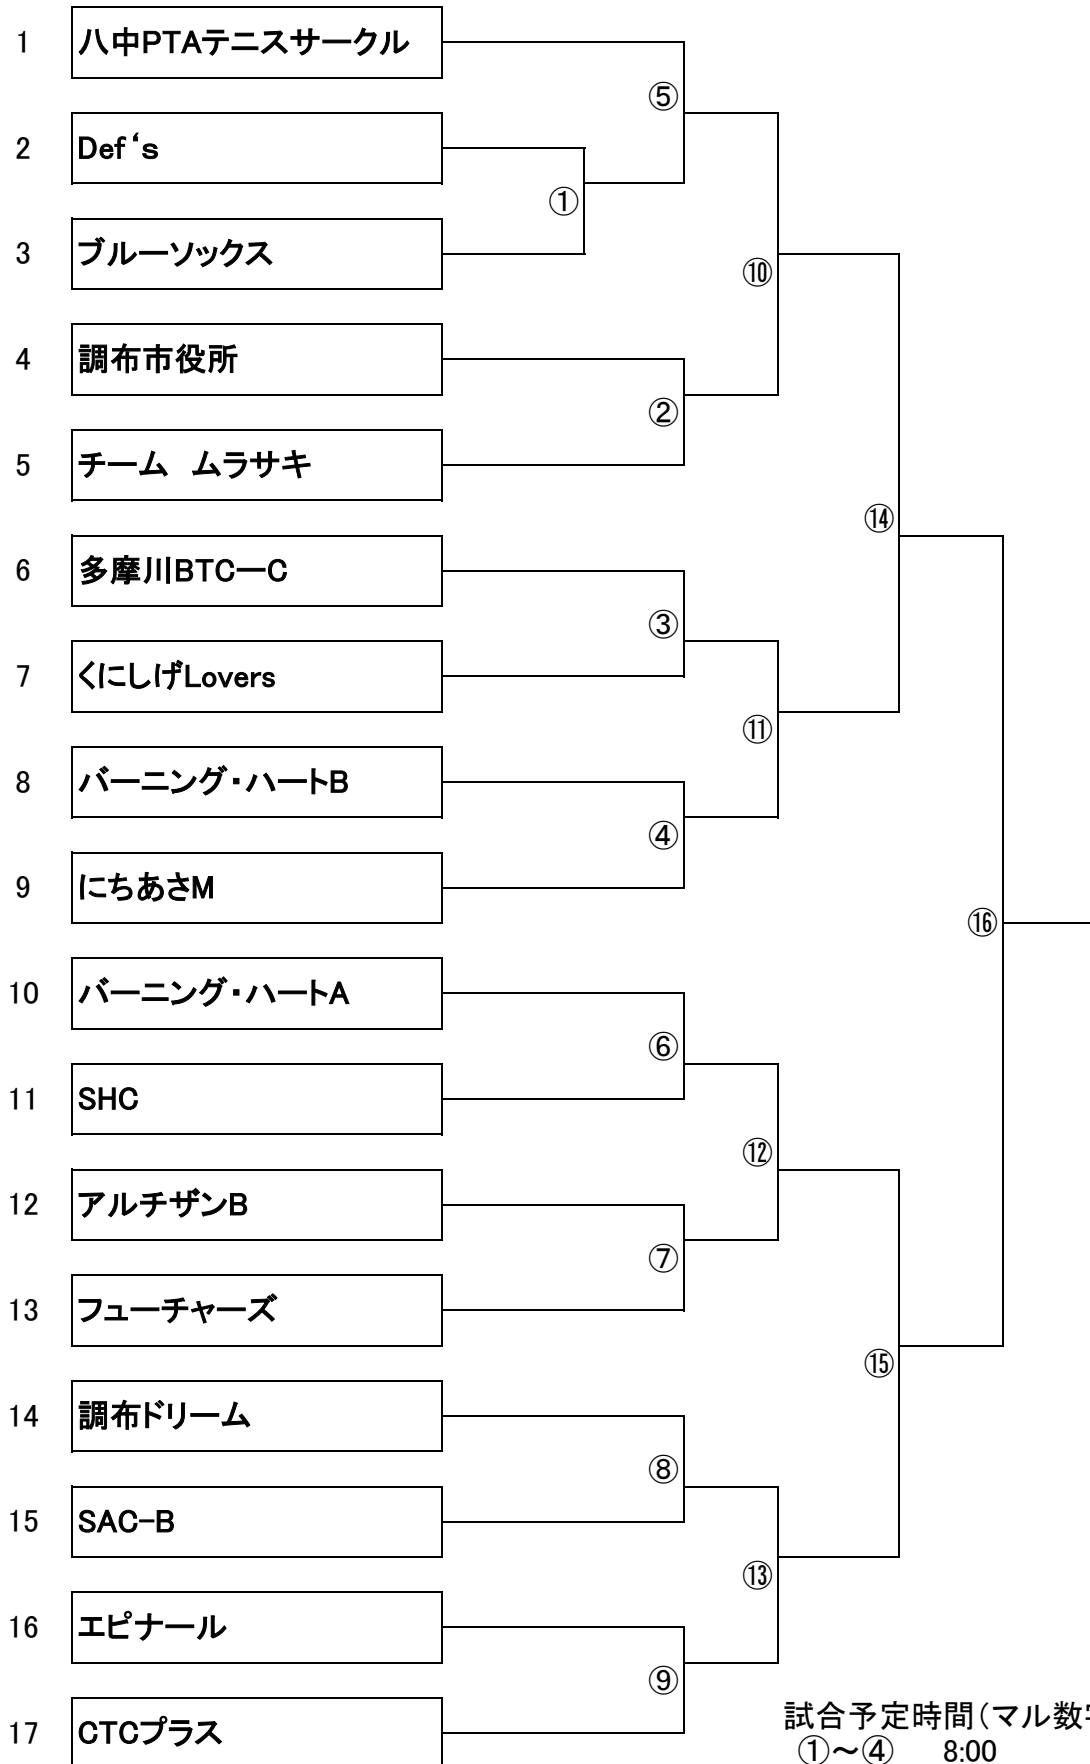 1 八中PTAテニスサークル
⑤
2 Def‘s
①
3 ブルーソックス
⑩
4 調布市役所
②
5 チーム　ムラサキ
⑭
6 多摩川BTCーC
③
7 くにしげLovers
⑪
8 バーニング・ハートB
④
9 にちあさM
⑯
10 バーニング・ハートA
⑥
11 SHC
⑫
12 アルチザンB
⑦
13 フューチャーズ
⑮
14 調布ドリーム
⑧
15 SAC-B
⑬
16 エピナール
⑨
17 CTCプラス
試合予定時間(マル数
①～④　8:00